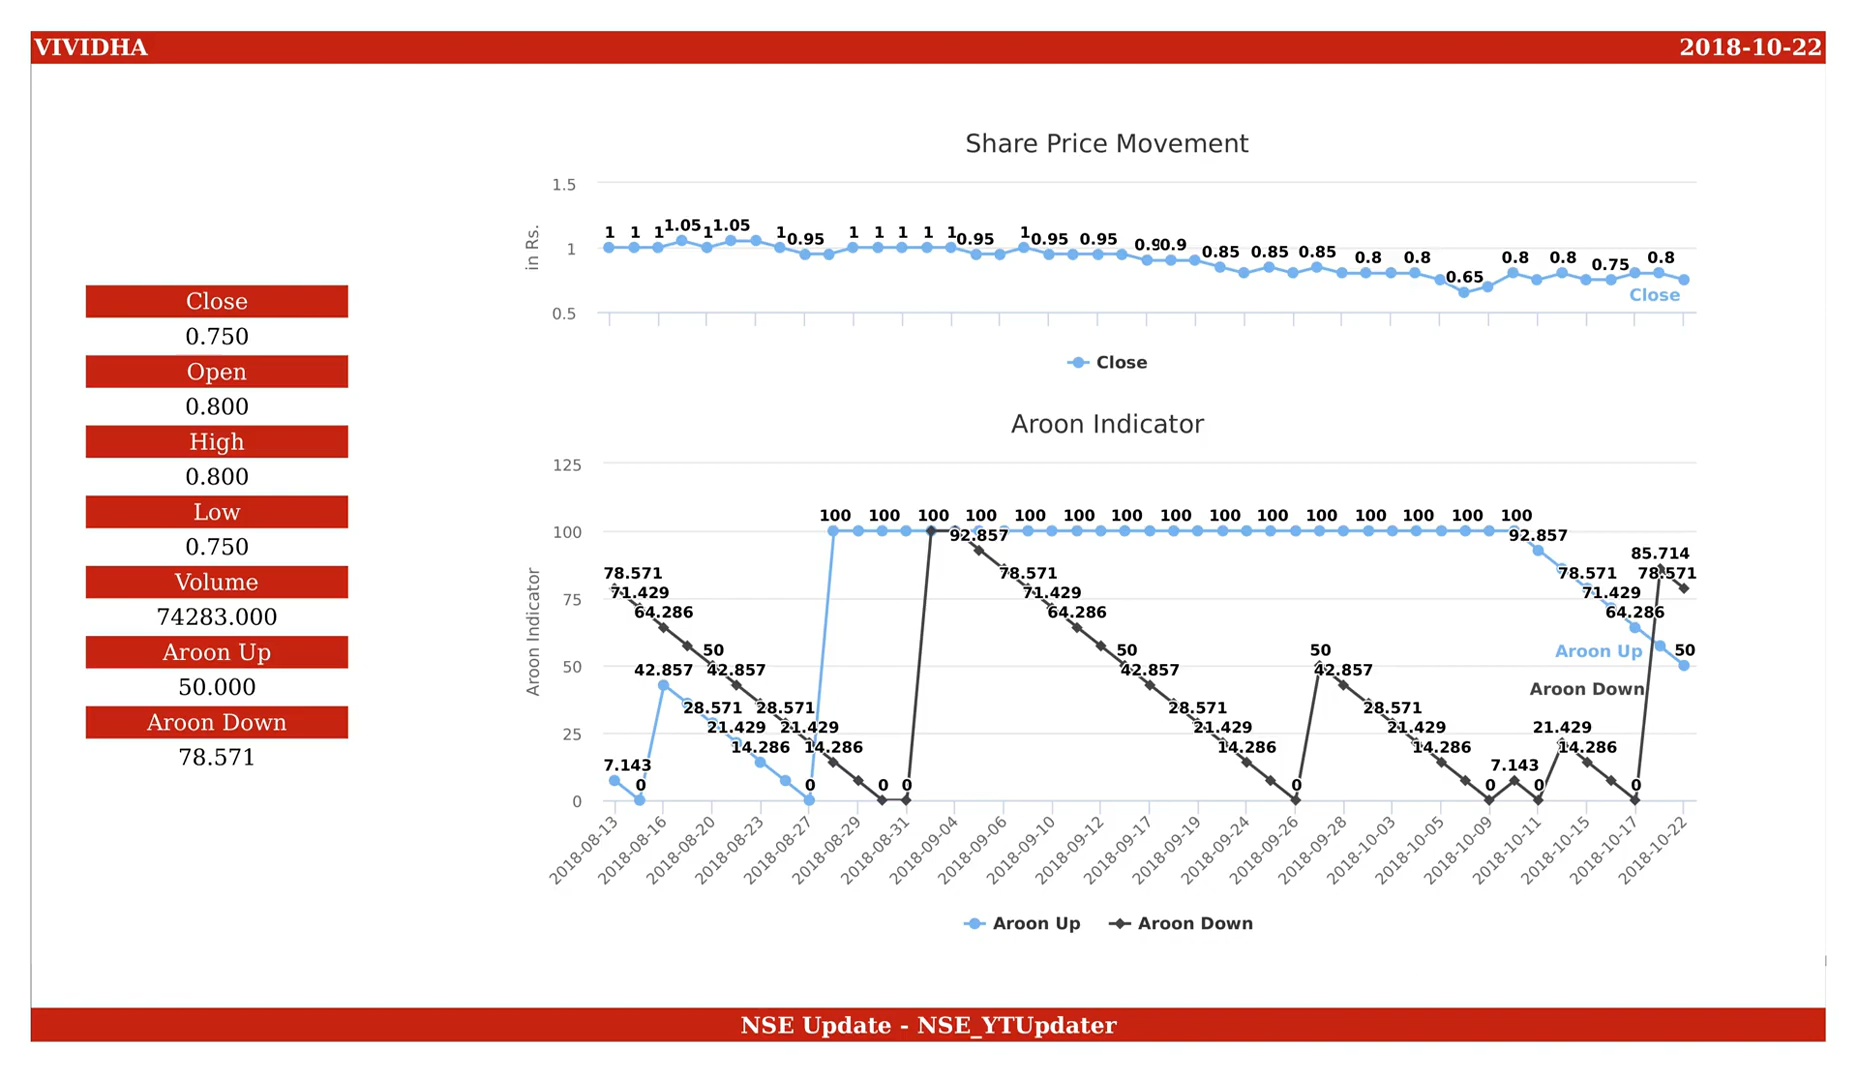 VIVIDHA 2018-10-22
Close
0.750
Open
0.800
High
0.800
Low
0.750
Volume
74283.000
Aroon Up
50.000
Aroon Down
78.571
Share Price Movement
in Rs.
1.5
1
0.5
1 1 1 1.05 1 1.05 1 0.95 1 1 1 1 1 0.95 1 0.95 0.95 0.9 0.9 0.85 0.85 0.85 0.8 0.8 0.65 0.8 0.8 0.75 0.8
Close
Close
Aroon Indicator
Aroon Indicator
125
100
75
50
25
0
100 100 100 100 100 100 100 100 100 100 100 100 100 100 100
92.857 92.857
85.714
78.571 78.571 78.571 78.571
71.429 71.429 71.429
64.286 64.286 64.286
50 50 50 50
42.857 42.857 42.857 42.857
28.571 28.571 28.571 28.571
21.429 21.429 21.429 21.429 21.429
14.286 14.286 14.286 14.286 14.286
7.143 7.143
0 0 0 0 0 0 0 0
Aroon Up
Aroon Down
2018-08-13 2018-08-16 2018-08-20 2018-08-23 2018-08-27 2018-08-29 2018-08-31 2018-09-04 2018-09-06 2018-09-10 2018-09-12 2018-09-17 2018-09-19 2018-09-24 2018-09-26 2018-09-28 2018-10-03 2018-10-05 2018-10-09 2018-10-11 2018-10-15 2018-10-17 2018-10-22
Aroon Up Aroon Down
NSE Update - NSE_YTUpdater